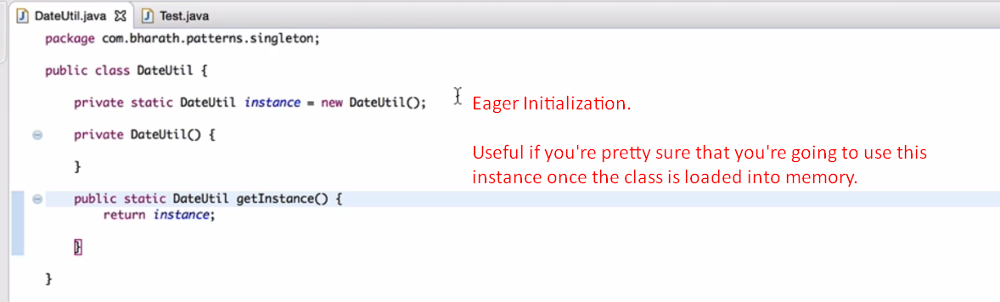 DateUtil.java Test.java
package com.bharath.patterns.singleton;
public class DateUtil {
private static DateUtil instance = new DateUtil();
Eager Initialization.
private DateUtil() {
Useful if you're pretty sure that you're going to use this
}
instance once the class is loaded into memory.
public static DateUtil getInstance() {
return instance;
}
}